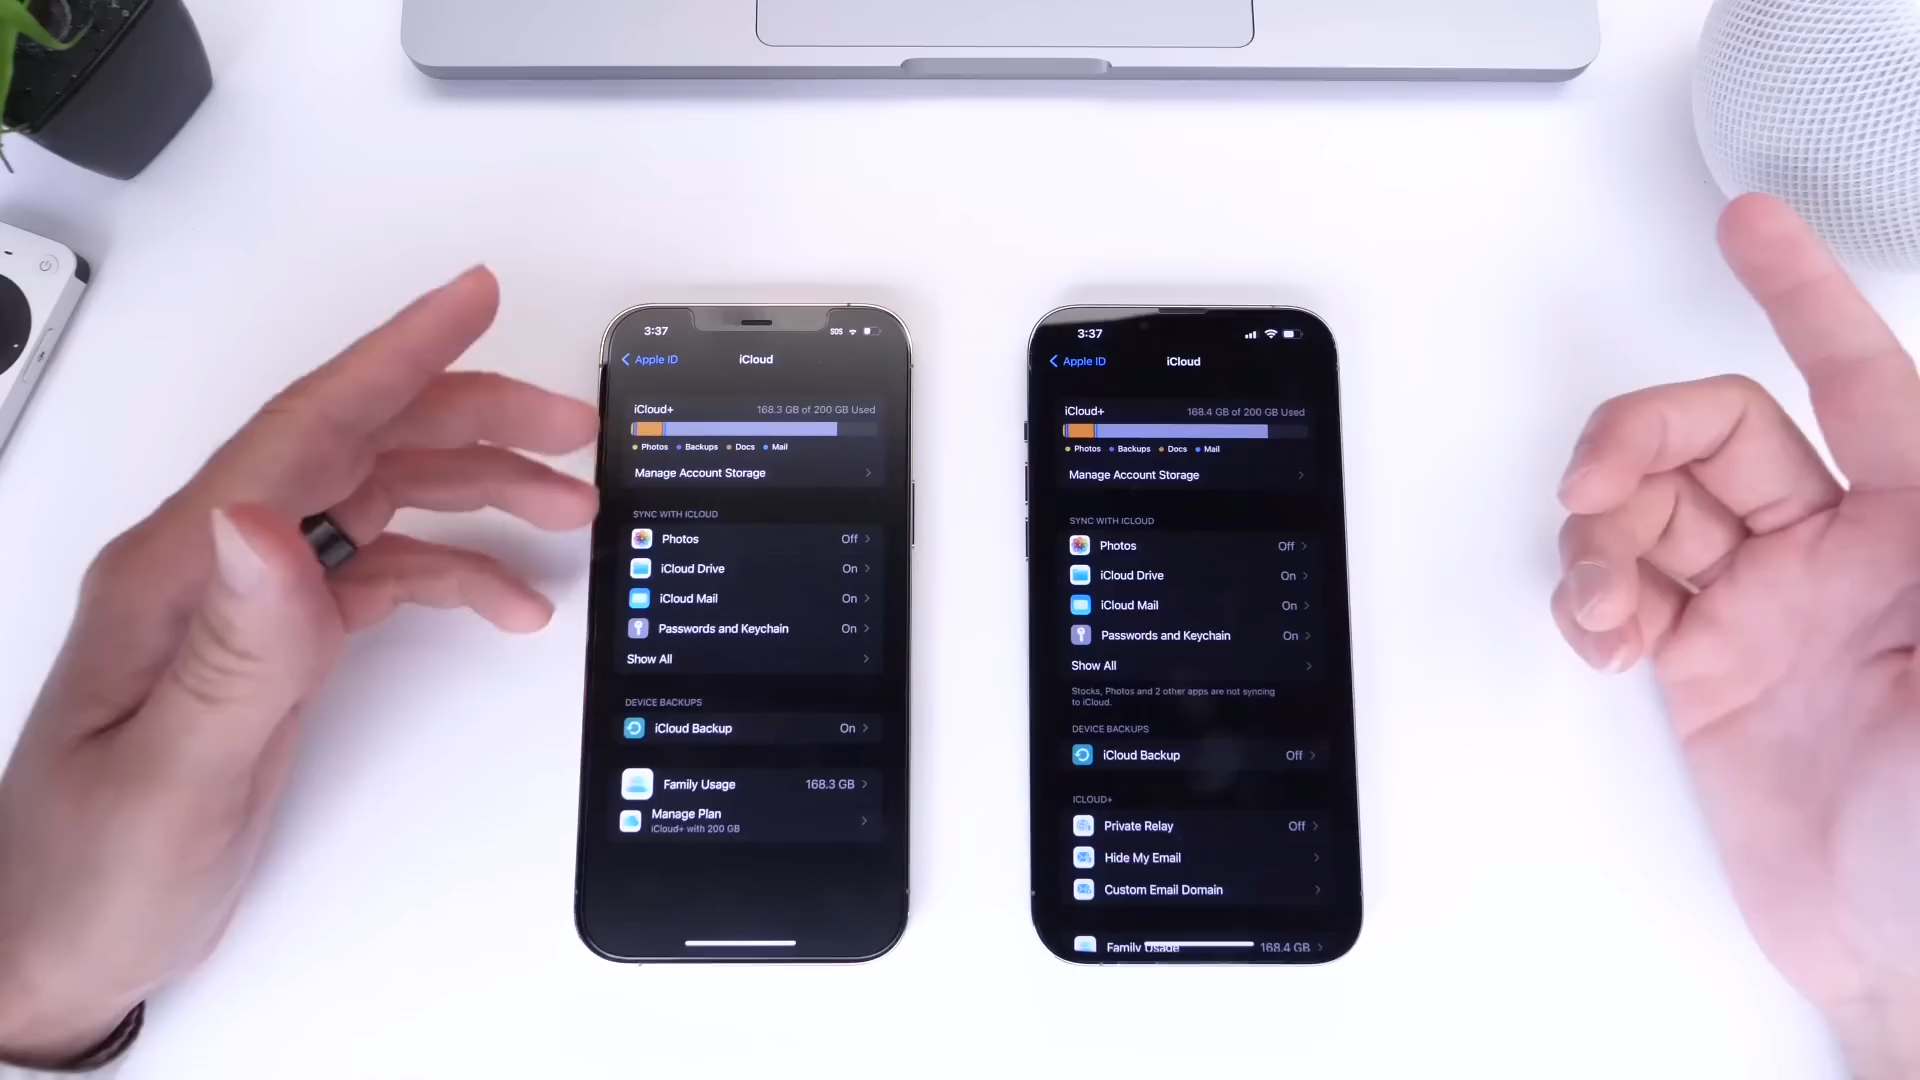 3:37
SOS
Apple ID
iCloud
iCloud+
168.3 GB of 200 GB Used
Photos
Backups
Docs
Mail
Manage Account Storage
SYNC WITH ICLOUD
Photos
Off
iCloud Drive
On
iCloud Mail
On
Passwords and Keychain
On
Show All
DEVICE BACKUPS
iCloud Backup
On
Family Usage
168.3 GB
Manage Plan
iCloud+ with 200 GB
3:37
Apple ID
iCloud
iCloud+
168.4 GB of 200 GB Used
Photos
Backups
Docs
Mail
Manage Account Storage
SYNC WITH ICLOUD
Photos
Off
iCloud Drive
On
iCloud Mail
On
Passwords and Keychain
On
Show All
Stocks, Photos and 2 other apps are not syncing
to iCloud.
DEVICE BACKUPS
iCloud Backup
Off
ICLOUD+
Private Relay
Off
Hide My Email
Custom Email Domain
Family Usage
168.4 GB